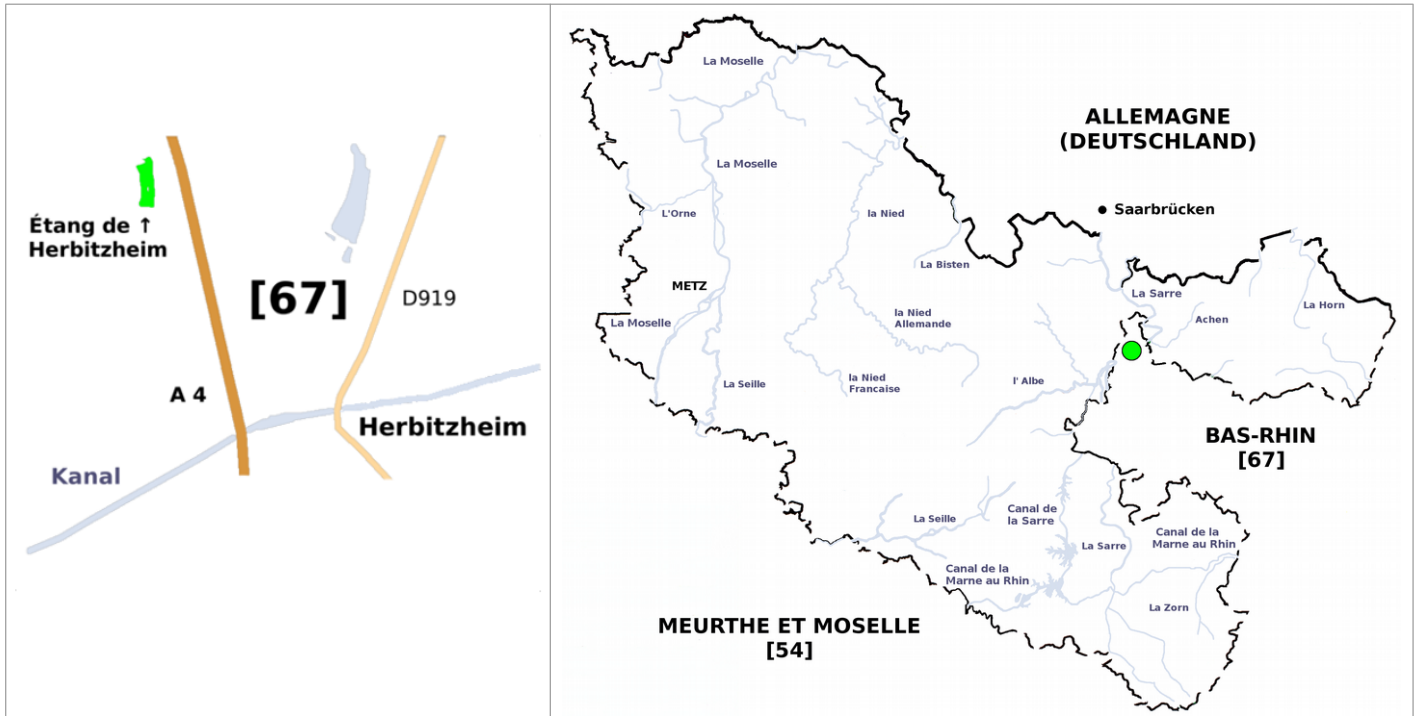 Étang de ↑
Herbitzheim
[67]
D919
A 4
Herbitzheim
Kanal
La Moselle
ALLEMAGNE
(DEUTSCHLAND)
La Moselle
L'Orne
la Nied
Saarbrücken
La Bisten
METZ
La Sarre
La Horn
La Moselle
la Nied
Allemande
Achen
La Seille
la Nied
Francaise
l' Albe
BAS-RHIN
[67]
La Seille
Canal de
la Sarre
La Sarre
Canal de la
Marne au Rhin
Canal de la
Marne au Rhin
La Zorn
MEURTHE ET MOSELLE
[54]